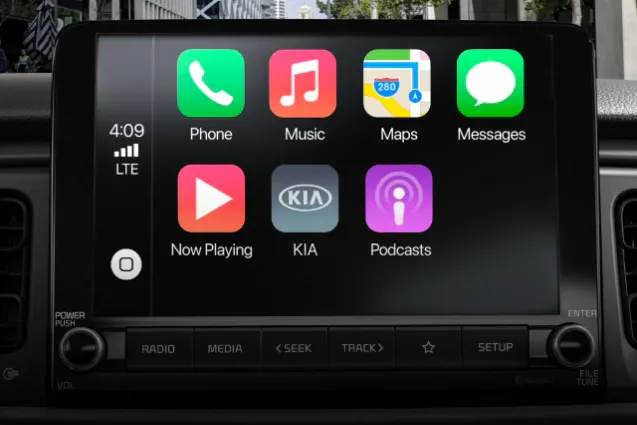 4:09
LTE
Phone
Music
280
Maps
Messages
Now Playing
KIA
KIA
Podcasts
POWER
PUSH
VOL
RADIO
MEDIA
< SEEK
TRACK >
SETUP
ENTER
FILE
TUNE